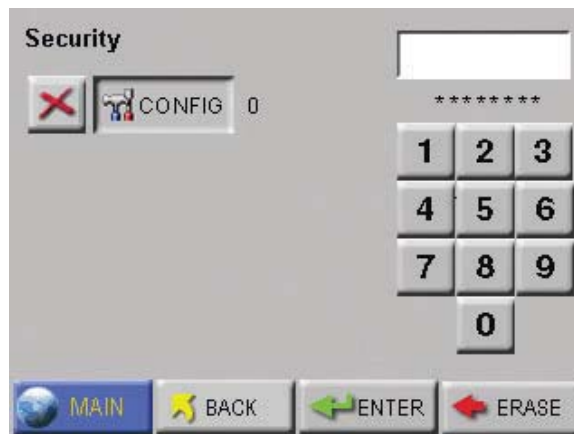 Security
CONFIG 0
********
1 2 3
4 5 6
7 8 9
0
MAIN BACK ENTER ERASE